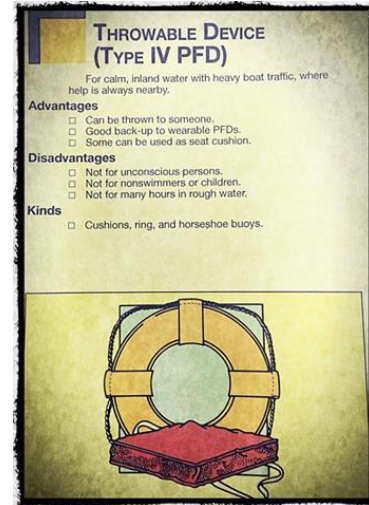 THROWABLE DEVICE
(TYPE IV PFD)
For calm, inland water with heavy boat traffic, where
help is always nearby.
Advantages
□ Can be thrown to someone.
□ Good back-up to wearable PFDs.
□ Some can be used as seat cushion.
Disadvantages
□ Not for unconscious persons.
□ Not for nonswimmers or children.
□ Not for many hours in rough water.
Kinds
□ Cushions, ring, and horseshoe buoys.